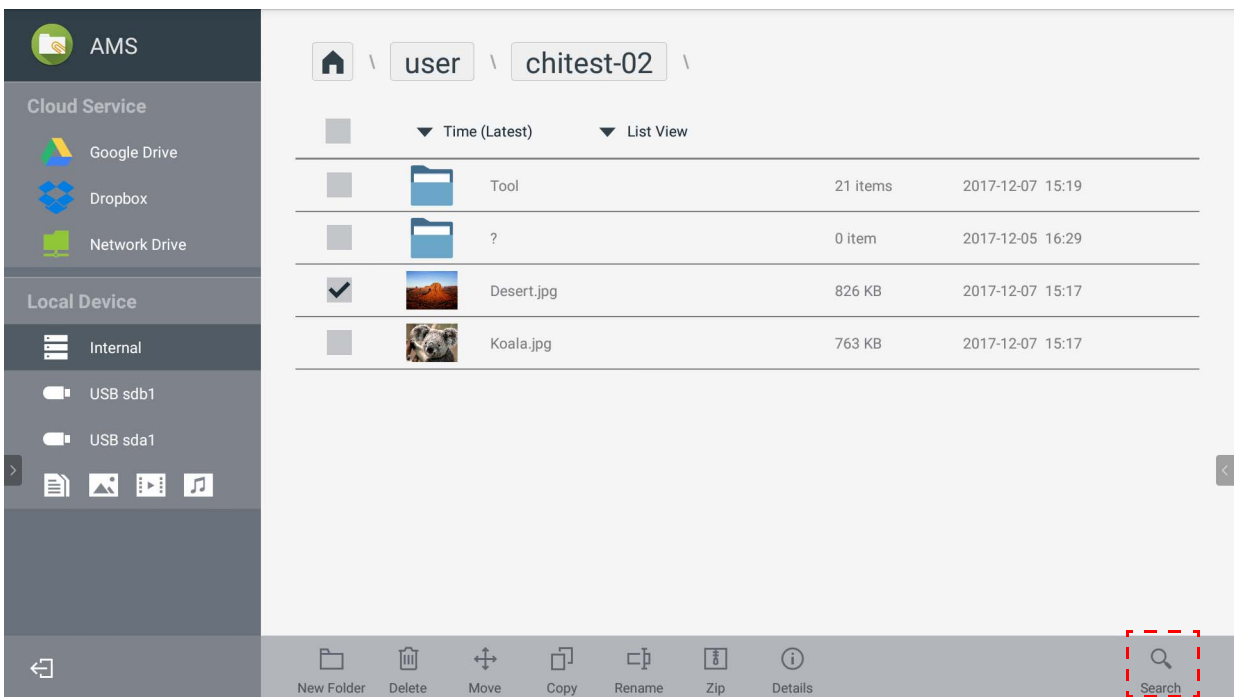 AMS
Cloud Service
Google Drive
Dropbox
Network Drive
Local Device
Internal
USB sdb1
USB sda1
\ user \ chitest-02 \
Time (Latest) List View
Tool 21 items 2017-12-07 15:19
? 0 item 2017-12-05 16:29
Desert.jpg 826 KB 2017-12-07 15:17
Koala.jpg 763 KB 2017-12-07 15:17
New Folder Delete Move Copy Rename Zip Details Search